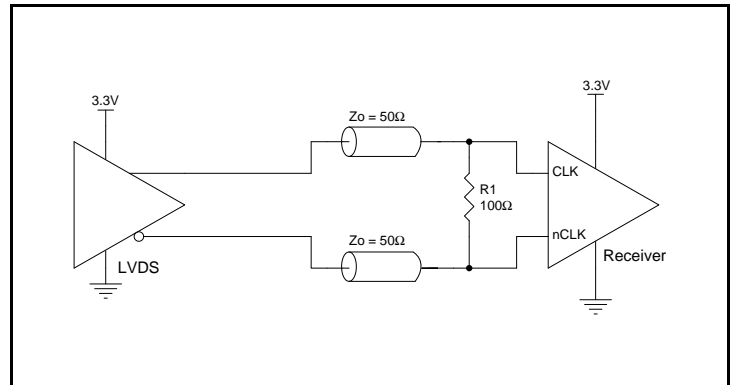 3.3V
3.3V
Zo = 50Ω
CLK
R1
100Ω
nCLK
Zo = 50Ω
Receiver
LVDS